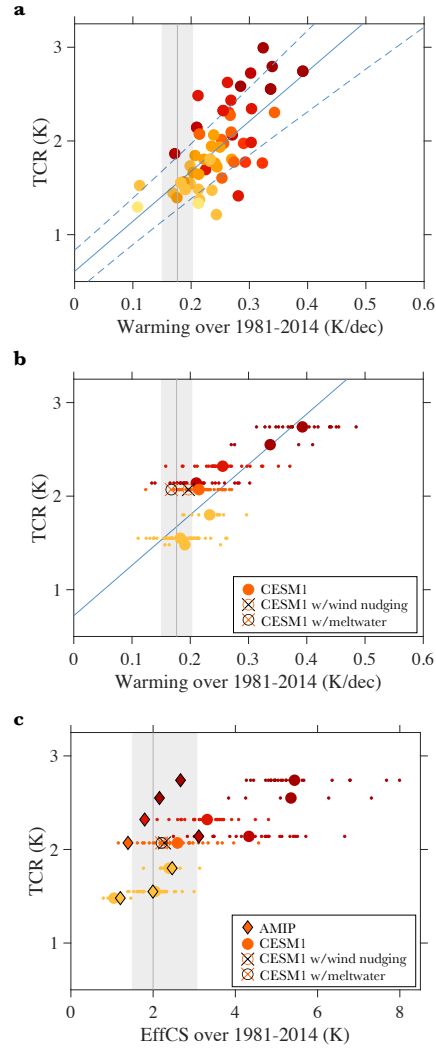 a
3
2
1
TCR (K)
0
0.1
0.2
0.3
0.4
0.5
0.6
Warming over 1981-2014 (K/dec)
b
3
2
1
TCR (K)
CESM1
CESM1 w/wind nudging
CESM1 w/meltwater
0
0.1
0.2
0.3
0.4
0.5
0.6
Warming over 1981-2014 (K/dec)
c
3
2
1
TCR (K)
AMIP
CESM1
CESM1 w/wind nudging
CESM1 w/meltwater
0
2
4
6
8
EffCS over 1981-2014 (K)